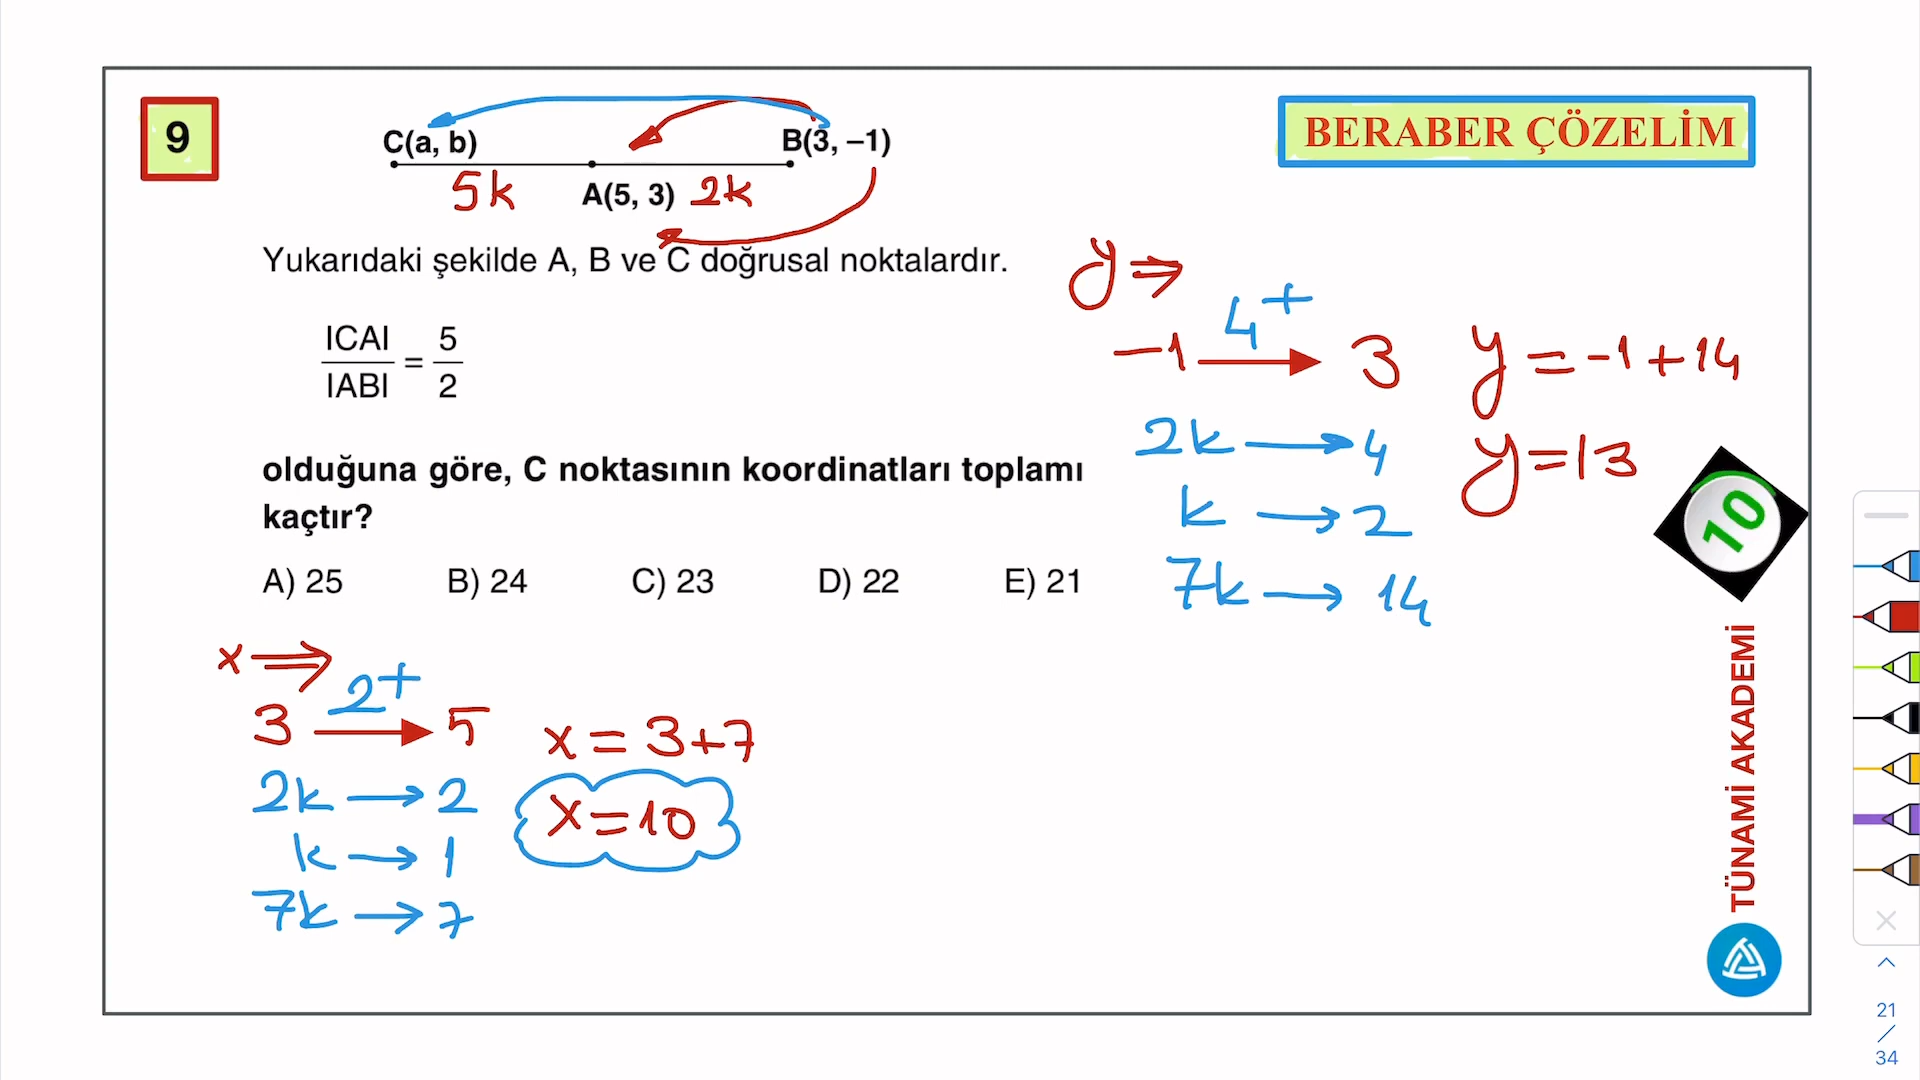 9
C(a, b)
B(3, –1)
BERABER ÇÖZELİM
5k
A(5, 3)
2k
Yukarıdaki şekilde A, B ve C doğrusal noktalardır.
ICAI
IABI
=
5
2
olduğuna göre, C noktasının koordinatları toplamı
kaçtır?
A) 25 B) 24 C) 23 D) 22 E) 21
y ⇒
4+
-1 → 3
2k → 4
k → 2
7k → 14
y = -1 + 14
y = 13
10
x ⇒
2+
3 → 5
2k → 2
k → 1
7k → 7
x = 3+7
x = 10
TÜNAMİ AKADEMİ
21
/
34